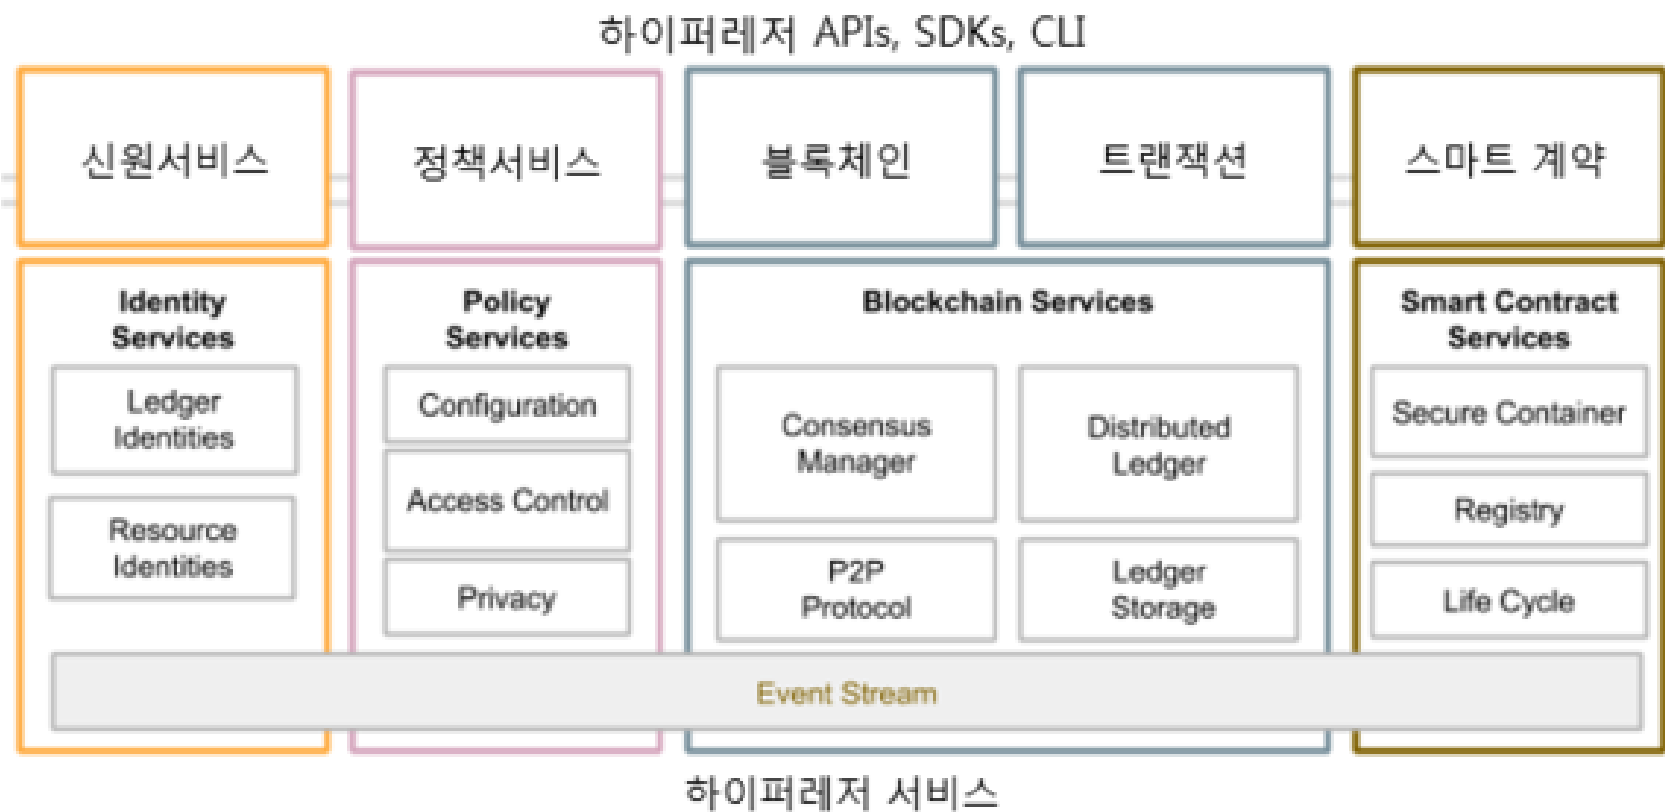 하이퍼레저 APIs, SDKs, CLI
신원서비스
정책서비스
블록체인
트랜잭션
스마트 계약
Identity
Services
Ledger
Identities
Resource
Identities
Policy
Services
Configuration
Access Control
Privacy
Blockchain Services
Consensus
Manager
Distributed
Ledger
P2P
Protocol
Ledger
Storage
Smart Contract
Services
Secure Container
Registry
Life Cycle
Event Stream
하이퍼레저 서비스